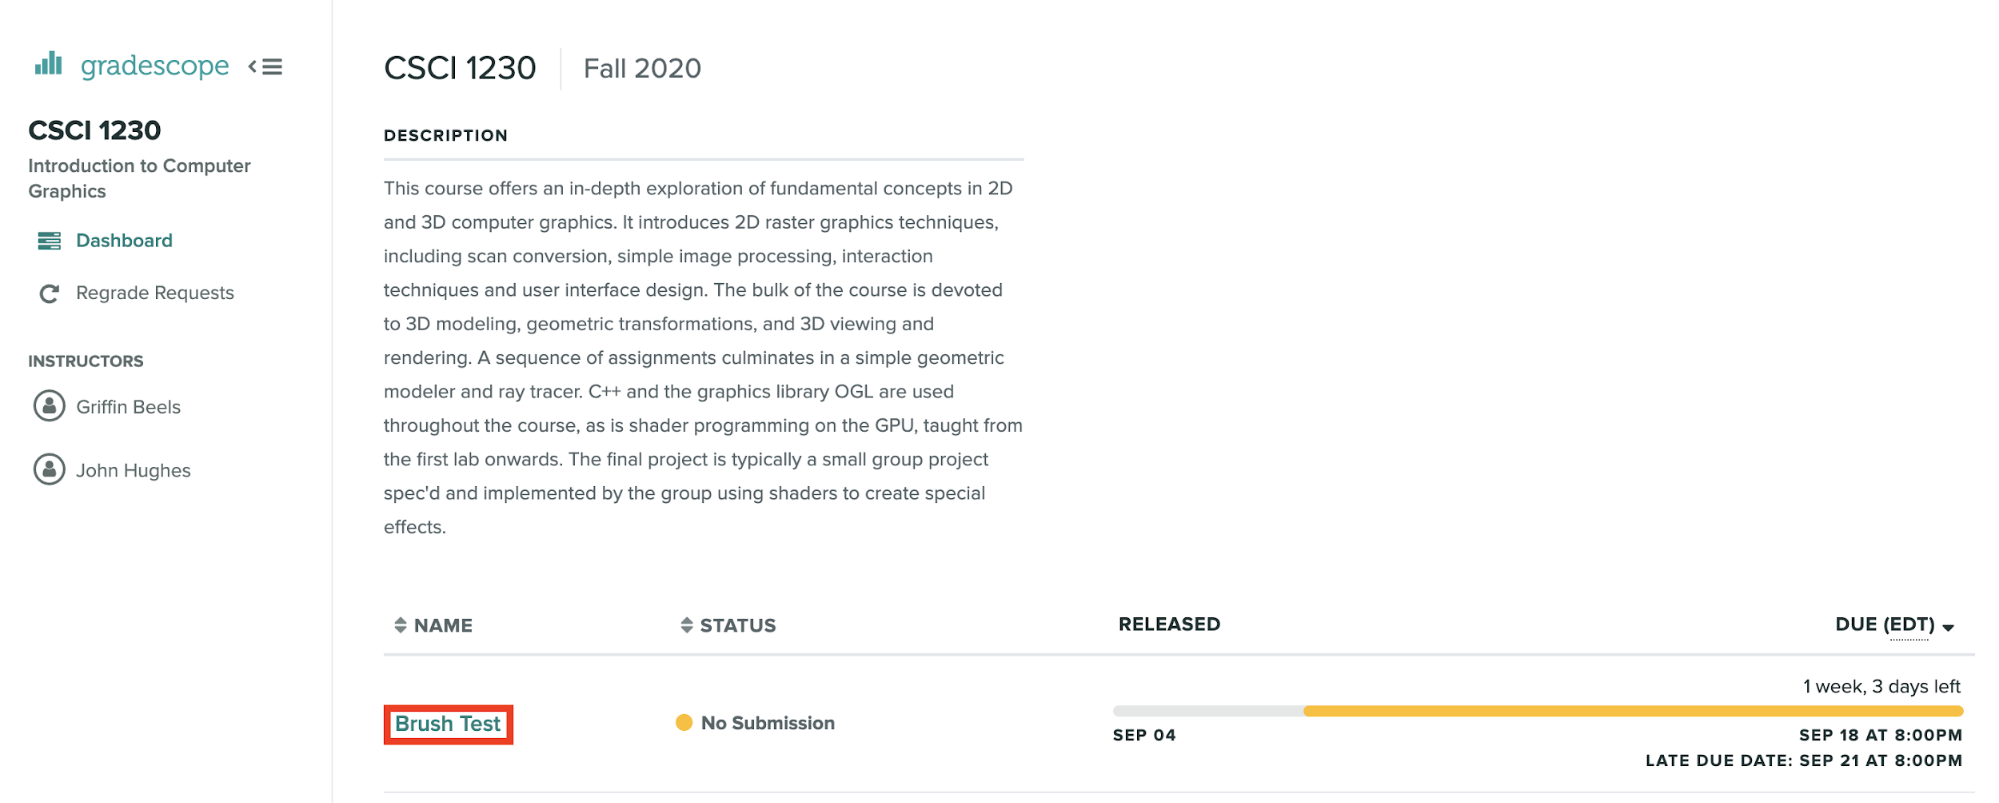 gradescope
CSCI 1230
Introduction to Computer
Graphics
Dashboard
Regrade Requests
INSTRUCTORS
Griffin Beels
John Hughes
CSCI 1230 Fall 2020
DESCRIPTION
This course offers an in-depth exploration of fundamental concepts in 2D
and 3D computer graphics. It introduces 2D raster graphics techniques,
including scan conversion, simple image processing, interaction
techniques and user interface design. The bulk of the course is devoted
to 3D modeling, geometric transformations, and 3D viewing and
rendering. A sequence of assignments culminates in a simple geometric
modeler and ray tracer. C++ and the graphics library OGL are used
throughout the course, as is shader programming on the GPU, taught from
the first lab onwards. The final project is typically a small group project
spec'd and implemented by the group using shaders to create special
effects.
NAME STATUS RELEASED DUE (EDT)
1 week, 3 days left
Brush Test No Submission
SEP 04 SEP 18 AT 8:00PM
LATE DUE DATE: SEP 21 AT 8:00PM